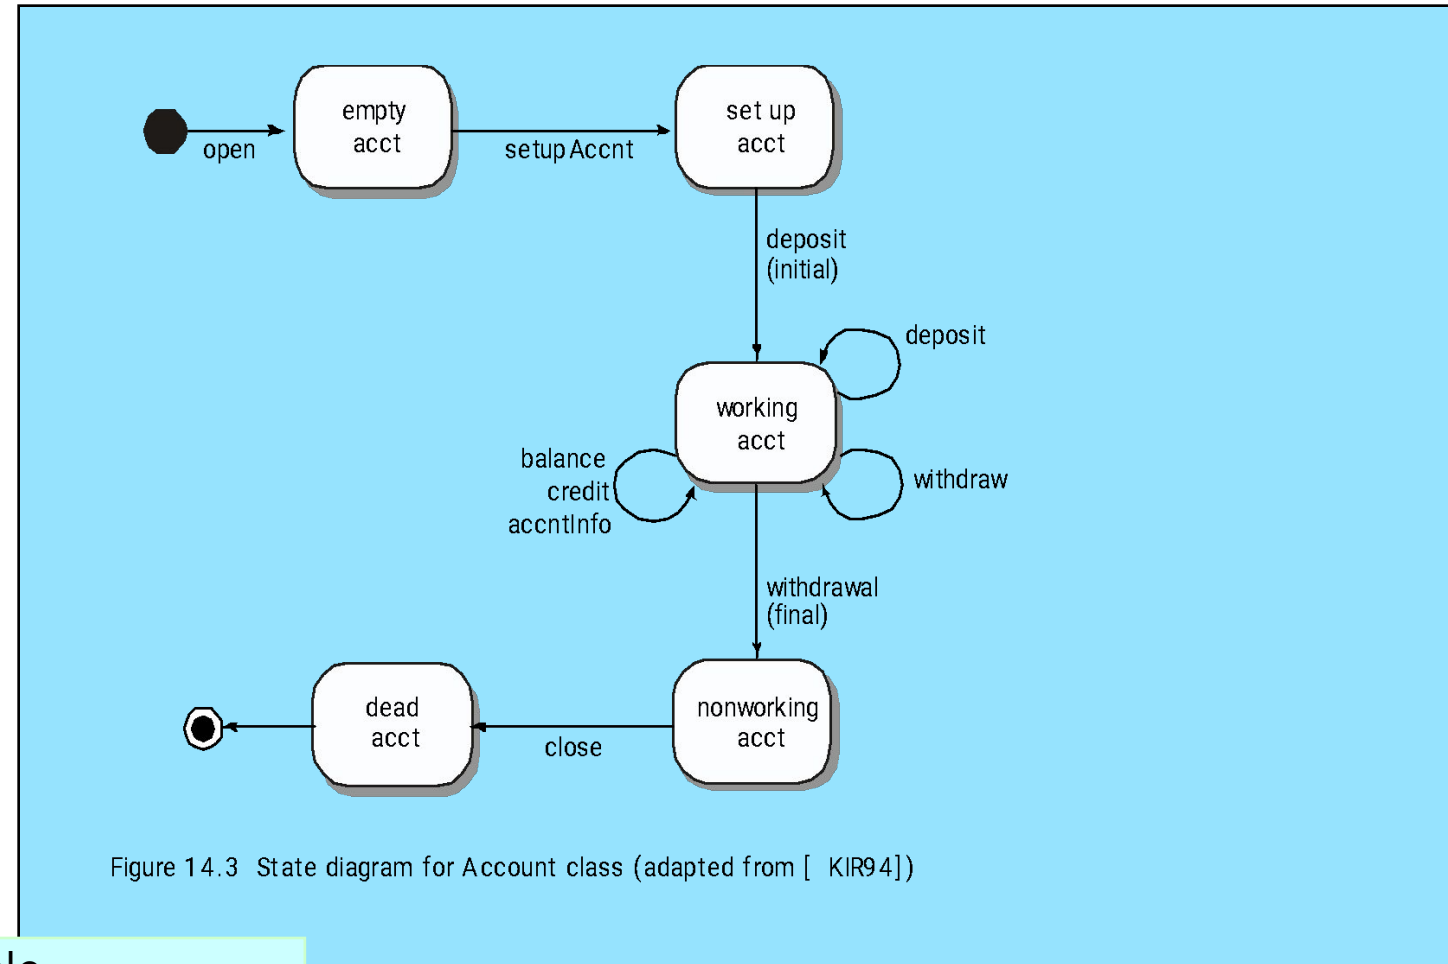 empty
acct
open
setup Accnt
set up
acct
deposit
(initial)
deposit
working
acct
balance
credit
accntInfo
withdraw
withdrawal
(final)
nonworking
acct
close
dead
acct
Figure 14.3 State diagram for Account class (adapted from [ KIR94])